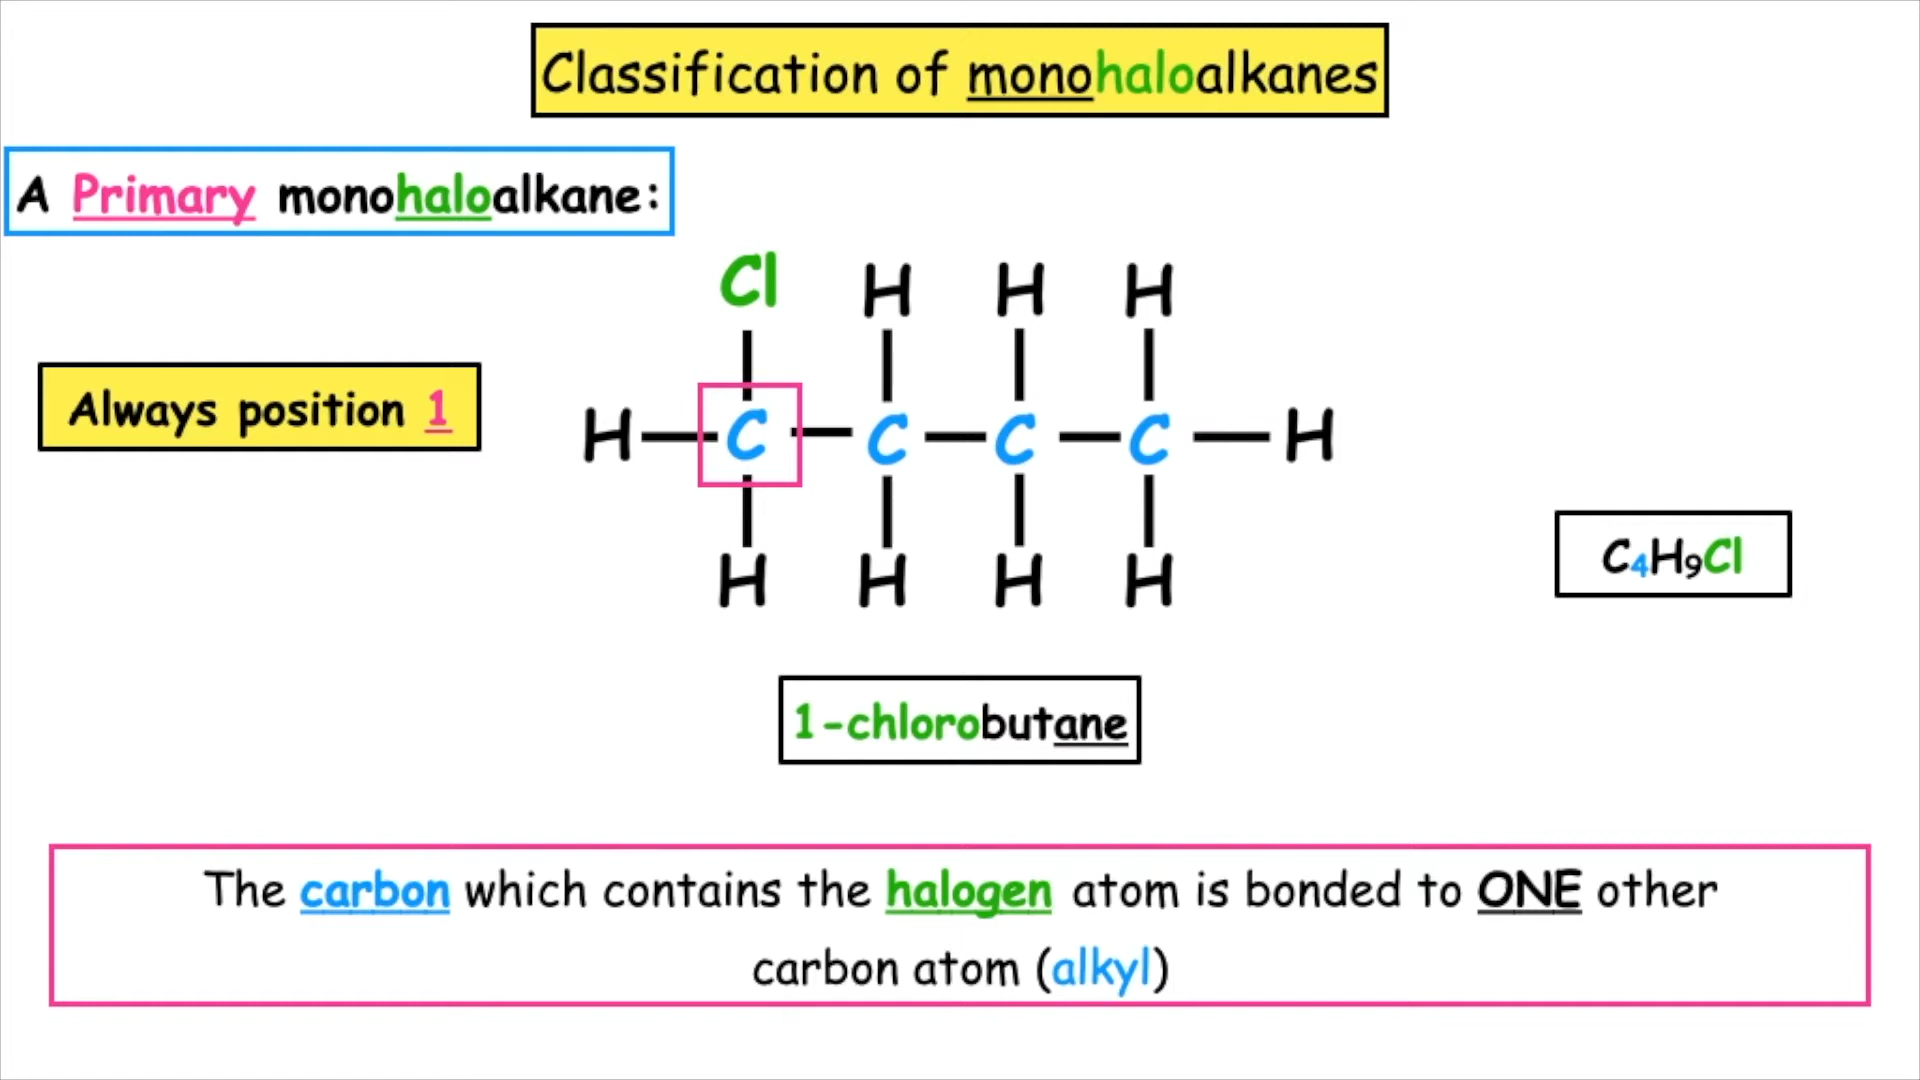 Classification of monohaloalkanes
A Primary monohaloalkane:
Cl H H H
Always position 1
H C C C C H
H H H H
C₄H₉Cl
1-chlorobutane
The carbon which contains the halogen atom is bonded to ONE other
carbon atom (alkyl)